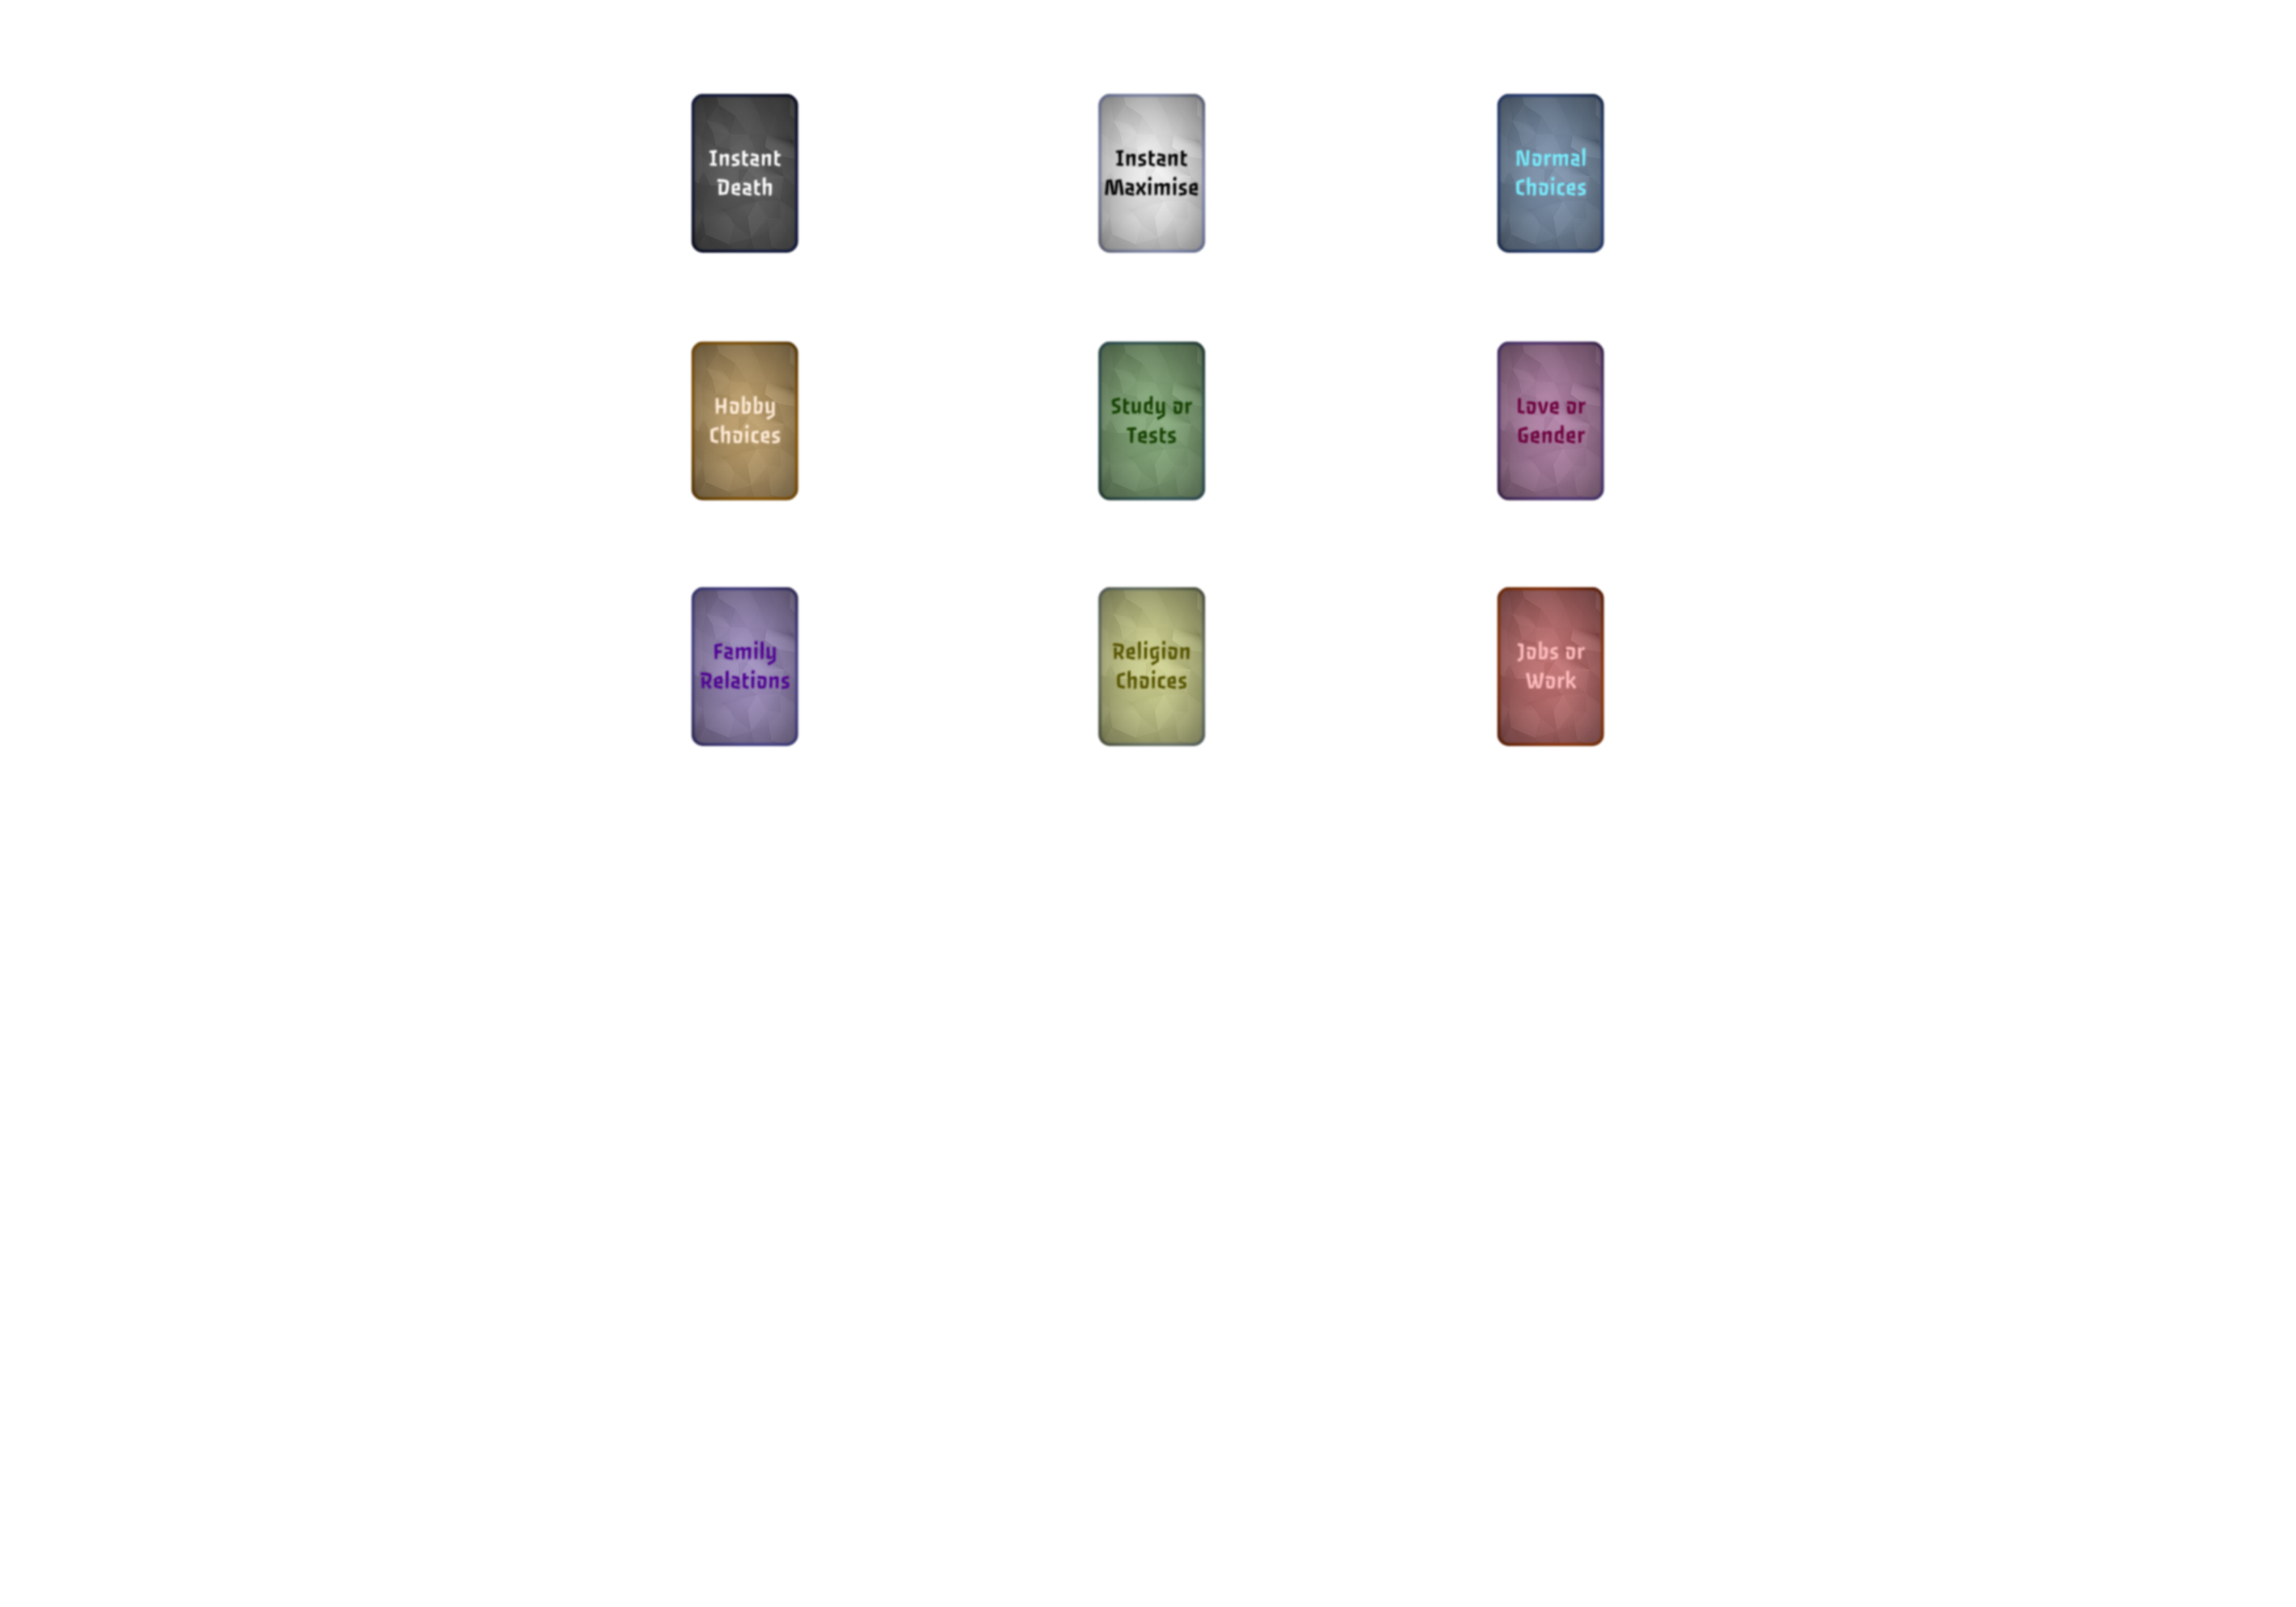 Instant
Death
Instant
Maximise
Normal
Choices
Hobby
Choices
Study or
Tests
Love or
Gender
Family
Relations
Religion
Choices
Jobs or
Work